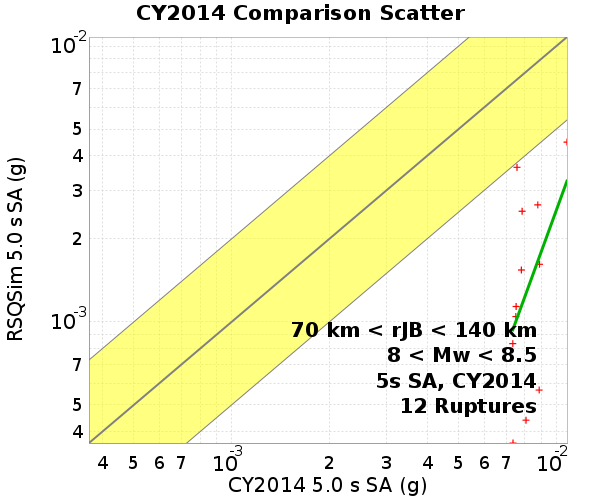 CY2014 Comparison Scatter
10-2
7
5
4
3
2
10-3
7
5
4
RSQSim 5.0 s SA (g)
70 km < rJB < 140 km
8 < Mw < 8.5
5s SA, CY2014
12 Ruptures
4 5 6 7 10-3 2 3 4 5 6 7 10-2
CY2014 5.0 s SA (g)